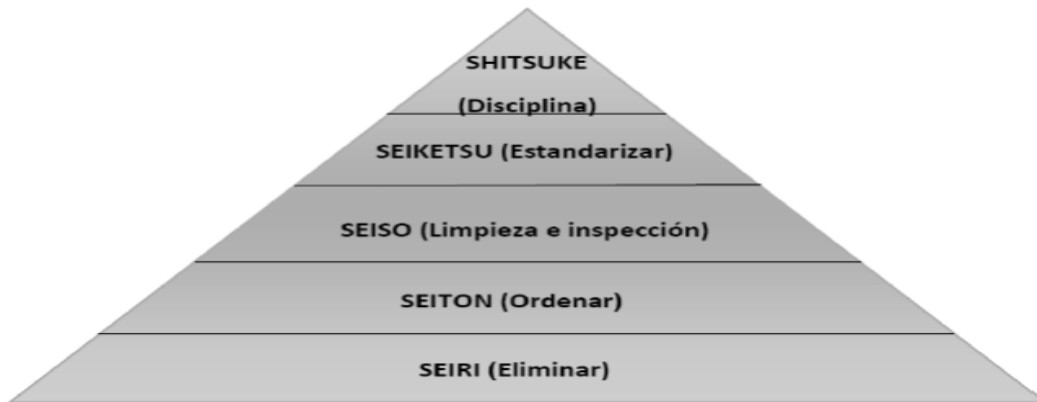 SHITSUKE
(Disciplina)
SEIKETSU (Estandarizar)
SEISO (Limpieza e inspección)
SEITON (Ordenar)
SEIRI (Eliminar)